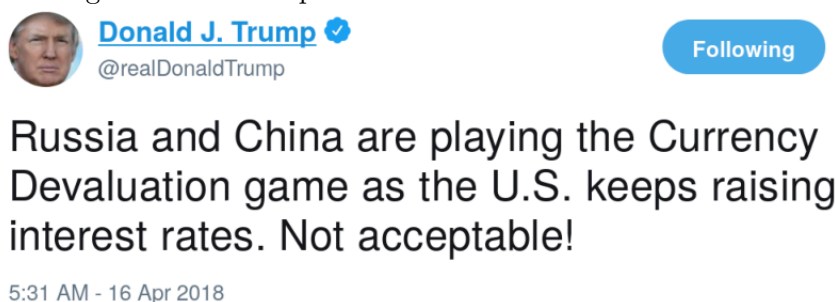 Donald J. Trump
@realDonaldTrump
Following
Russia and China are playing the Currency
Devaluation game as the U.S. keeps raising
interest rates. Not acceptable!
5:31 AM - 16 Apr 2018